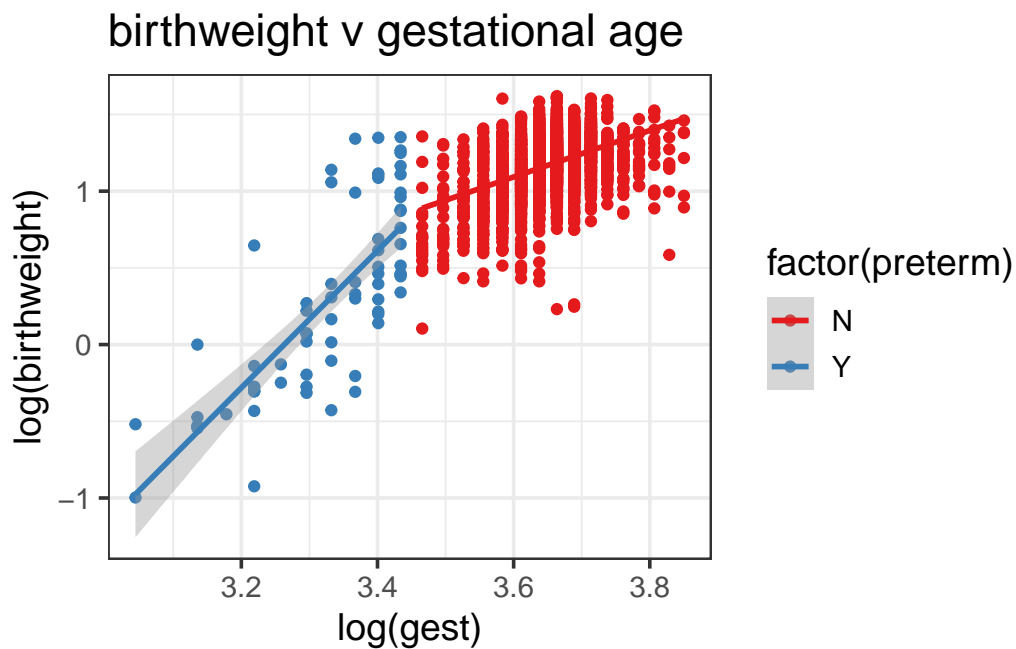 birthweight v gestational age
log(birthweight)
1
0
−1
3.2
3.4
3.6
3.8
log(gest)
factor(preterm)
N
Y